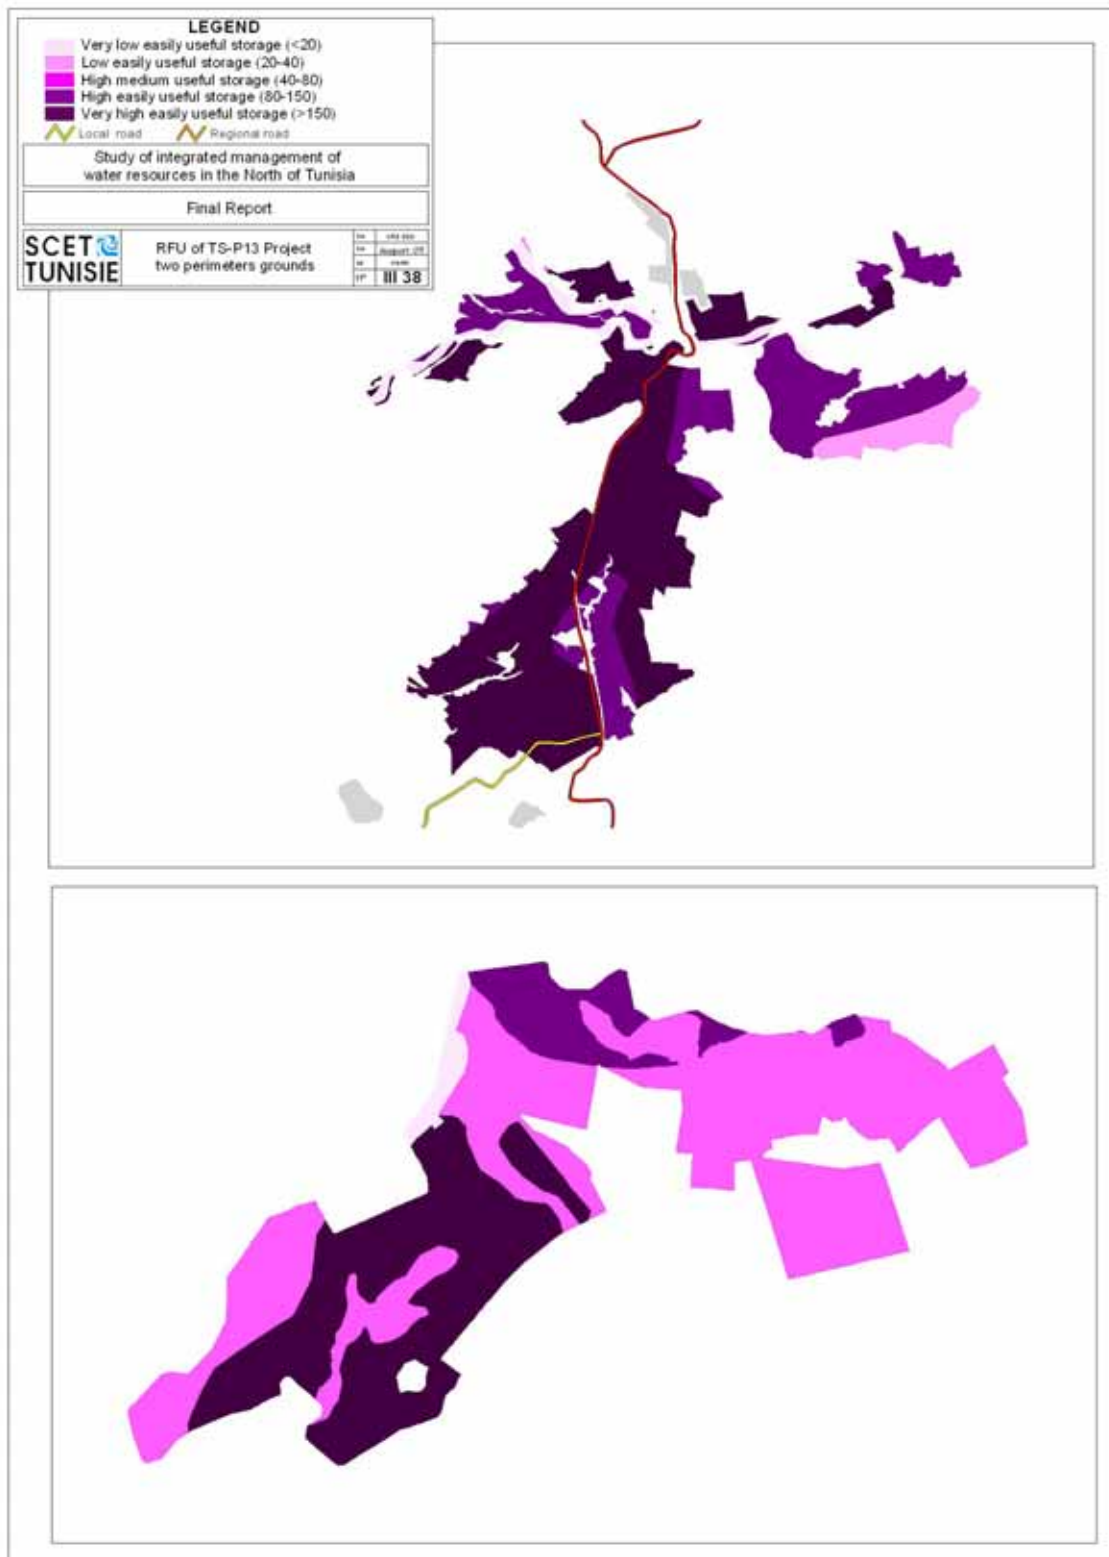 LEGEND
Very low easily useful storage (<20)
Low easily useful storage (20-40)
High medium useful storage (40-80)
High easily useful storage (80-150)
Very high easily useful storage (>150)
Local road Regional road
Study of integrated management of
water resources in the North of Tunisia
Final Report
SCET
TUNISIE
RFU of TS-P13 Project
two perimeters grounds
III 38